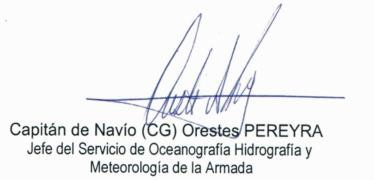 Capitán de Navío (CG) Orestes PEREYRA
Jefe del Servicio de Oceanografía Hidrografía y
Meteorología de la Armada